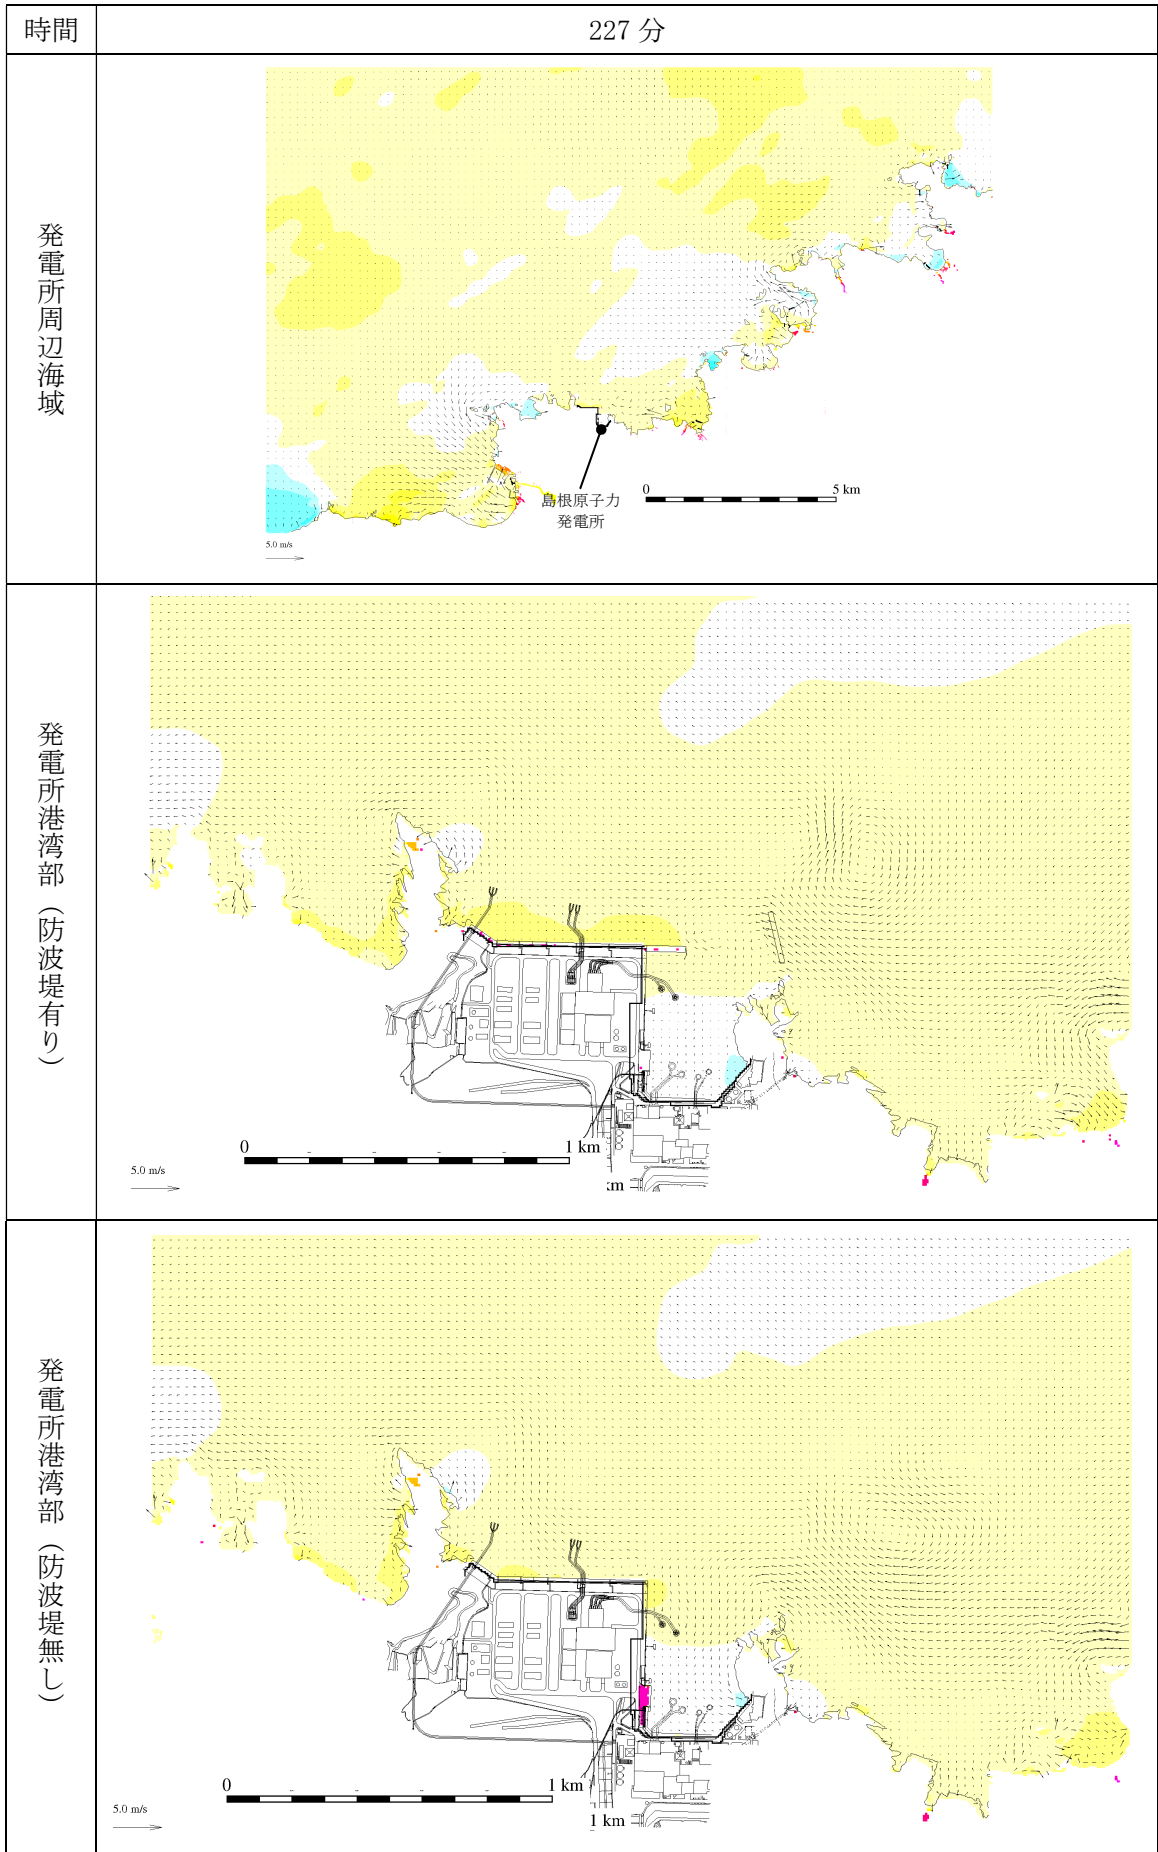 時間
227 分
発電所周辺海域
島根原子力
発電所
0
5 km
5.0 m/s
発電所港湾部（防波堤有り）
0
1 km
5.0 m/s
km
発電所港湾部（防波堤無し）
0
1 km
5.0 m/s
1 km